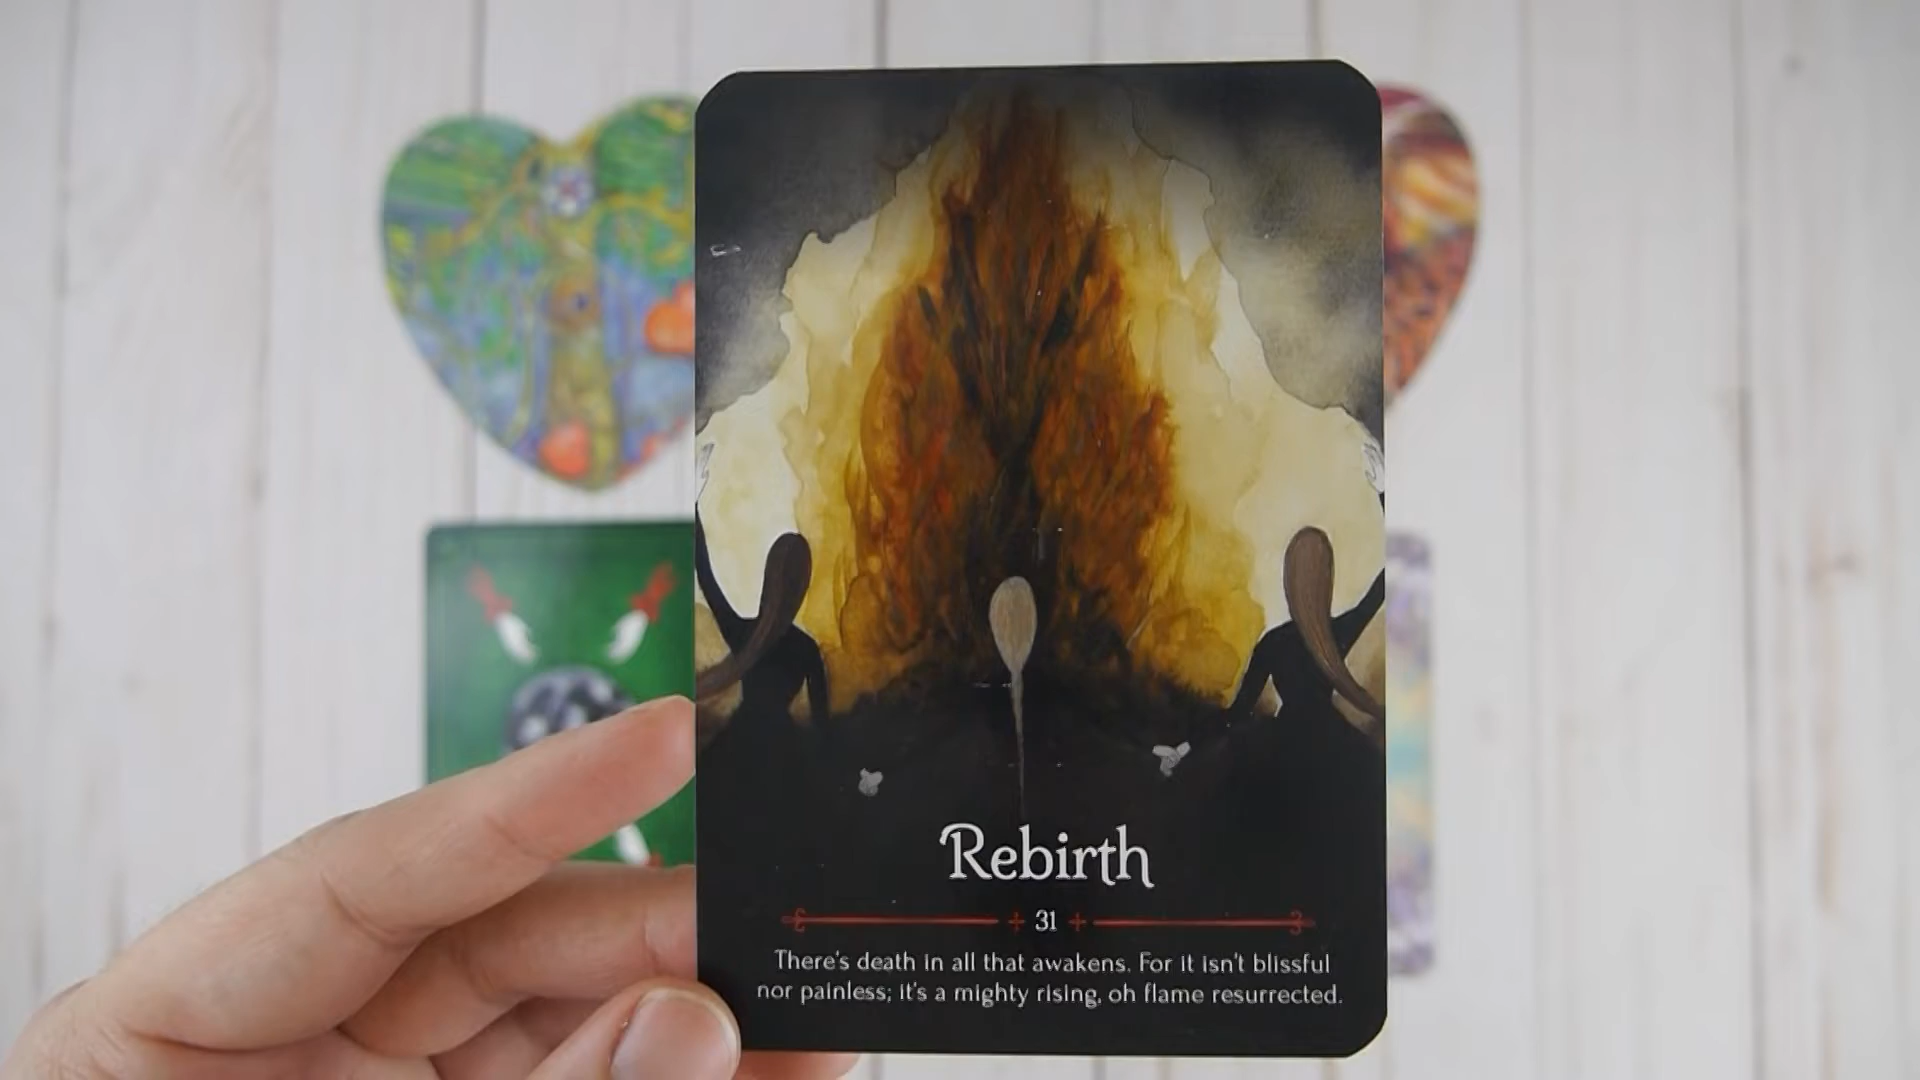 Rebirth
31
There's death in all that awakens. For it isn't blissful
nor painless; it's a mighty rising, oh flame resurrected.